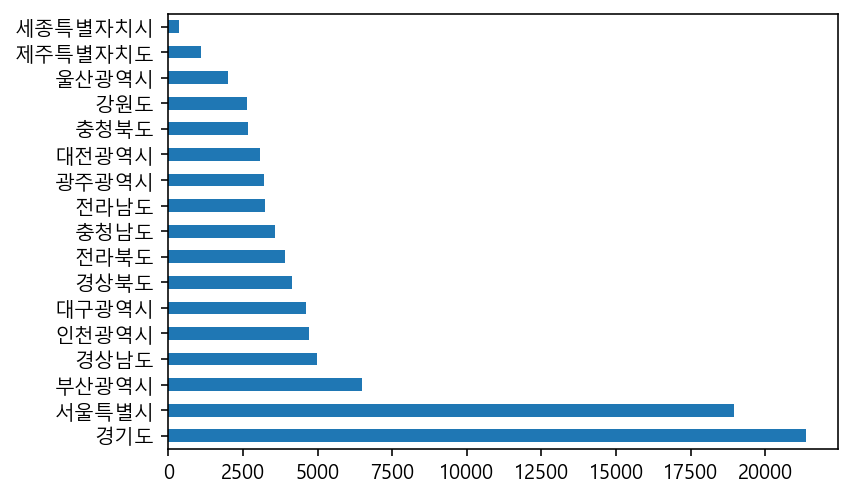 세종특별자치시
제주특별자치도
울산광역시
강원도
충청북도
대전광역시
광주광역시
전라남도
충청남도
전라북도
경상북도
대구광역시
인천광역시
경상남도
부산광역시
서울특별시
경기도
0 2500 5000 7500 10000 12500 15000 17500 20000